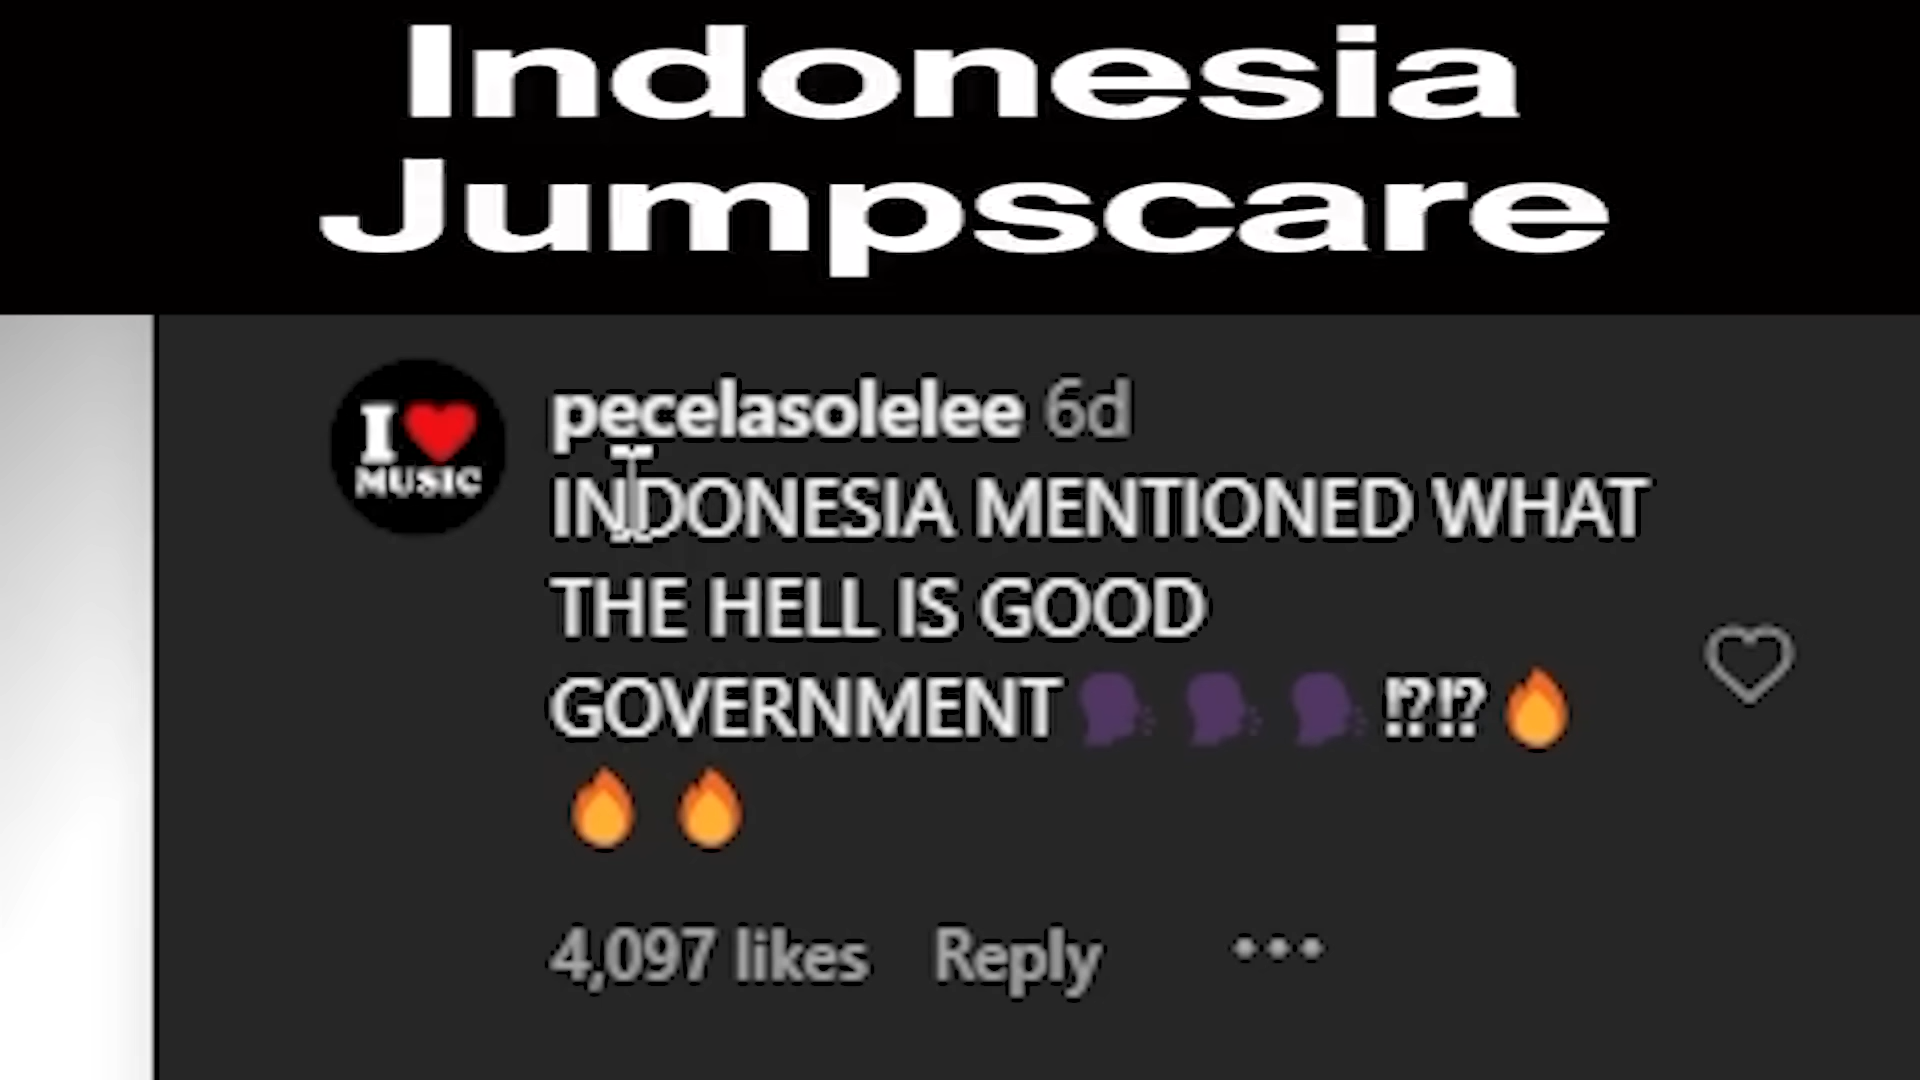 Indonesia
Jumpscare
I❤️
MUSIC
pecelasolelee 6d
INDONESIA MENTIONED WHAT
THE HELL IS GOOD
GOVERNMENT🗣️🗣️🗣️⁉️⁉️🔥
🔥🔥
4,097 likes Reply •••